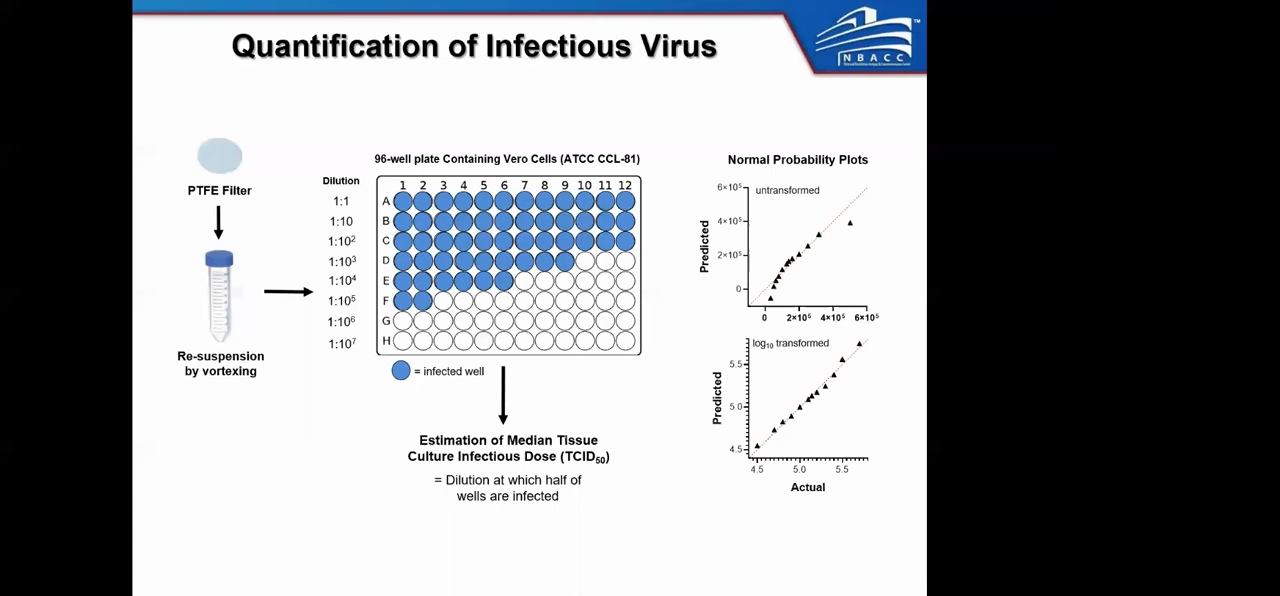 Quantification of Infectious Virus
NBACC
TM
PTFE Filter
Re-suspension
by vortexing
96-well plate Containing Vero Cells (ATCC CCL-81)
Dilution
1 2 3 4 5 6 7 8 9 10 11 12
1:1 A
1:10 B
1:10² C
1:10³ D
1:10⁴ E
1:10⁵ F
1:10⁶ G
1:10⁷ H
= infected well
Estimation of Median Tissue
Culture Infectious Dose (TCID₅₀)
= Dilution at which half of
wells are infected
Normal Probability Plots
untransformed
Predicted
6×10⁵
4×10⁵
2×10⁵
0
0 2×10⁵ 4×10⁵ 6×10⁵
log₁₀ transformed
Predicted
5.5
5.0
4.5
4.5 5.0 5.5
Actual